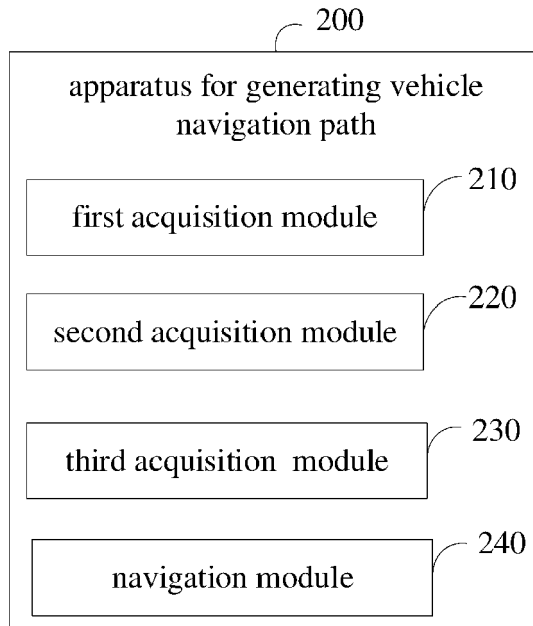 200
apparatus for generating vehicle
navigation path
210
first acquisition module
220
second acquisition module
230
third acquisition module
240
navigation module